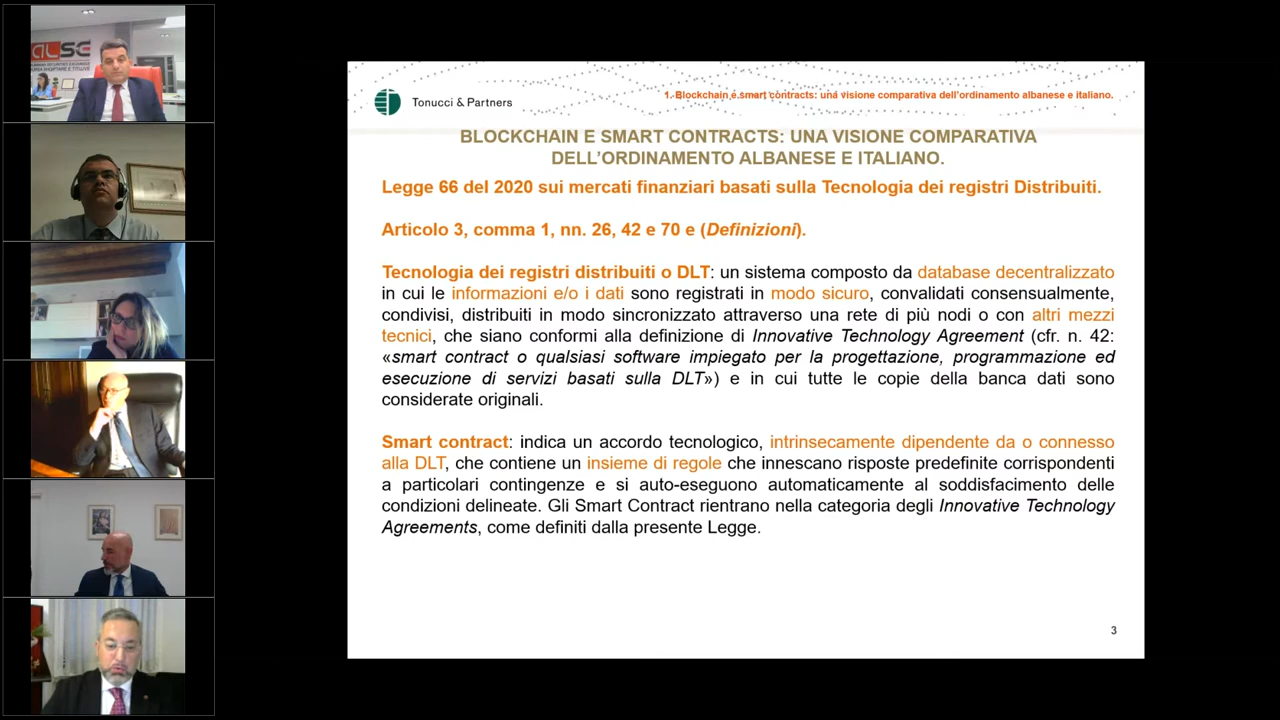 ALSE
Tonucci & Partners
1. Blockchain e smart contracts: una visione comparativa dell'ordinamento albanese e italiano.
BLOCKCHAIN E SMART CONTRACTS: UNA VISIONE COMPARATIVA
DELL'ORDINAMENTO ALBANESE E ITALIANO.
Legge 66 del 2020 sui mercati finanziari basati sulla Tecnologia dei registri Distribuiti.
Articolo 3, comma 1, nn. 26, 42 e 70 e (Definizioni).
Tecnologia dei registri distribuiti o DLT: un sistema composto da database decentralizzato
in cui le informazioni e/o i dati sono registrati in modo sicuro, convalidati consensualmente,
condivisi, distribuiti in modo sincronizzato attraverso una rete di più nodi o con altri mezzi
tecnici, che siano conformi alla definizione di Innovative Technology Agreement (cfr. n. 42:
«smart contract o qualsiasi software impiegato per la progettazione, programmazione ed
esecuzione di servizi basati sulla DLT») e in cui tutte le copie della banca dati sono
considerate originali.
Smart contract: indica un accordo tecnologico, intrinsecamente dipendente da o connesso
alla DLT, che contiene un insieme di regole che innescano risposte predefinite corrispondenti
a particolari contingenze e si auto-eseguono automaticamente al soddisfacimento delle
condizioni delineate. Gli Smart Contract rientrano nella categoria degli Innovative Technology
Agreements, come definiti dalla presente Legge.
3